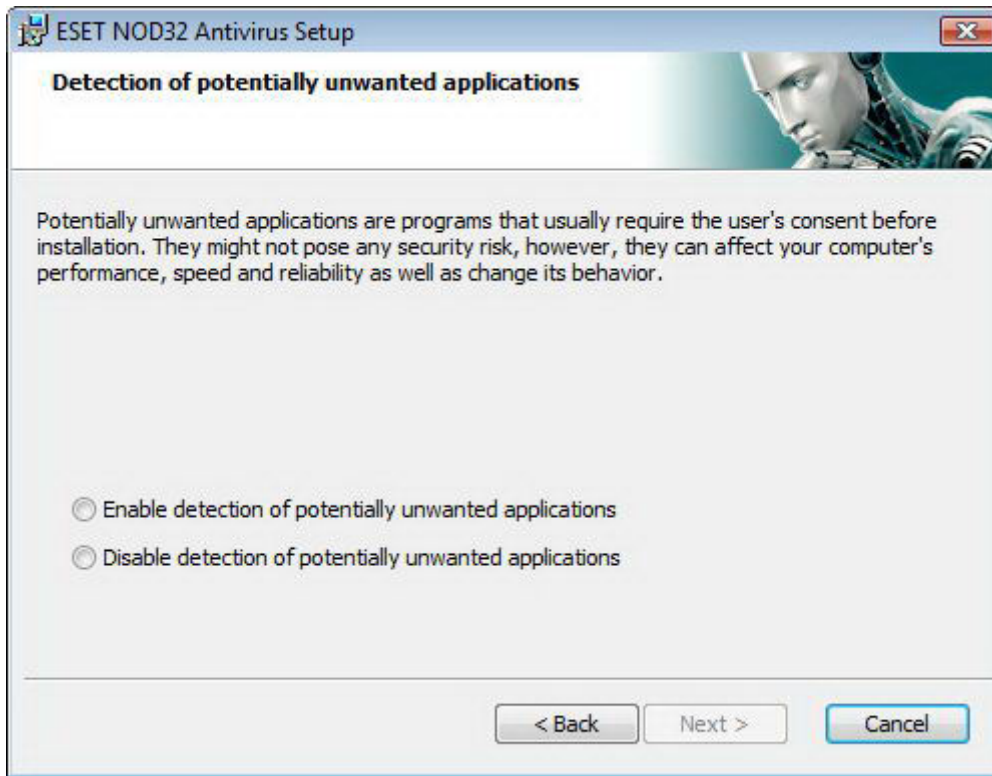 ESET NOD32 Antivirus Setup
Detection of potentially unwanted applications
Potentially unwanted applications are programs that usually require the user's consent before
installation. They might not pose any security risk, however, they can affect your computer's
performance, speed and reliability as well as change its behavior.
Enable detection of potentially unwanted applications
Disable detection of potentially unwanted applications
< Back Next > Cancel